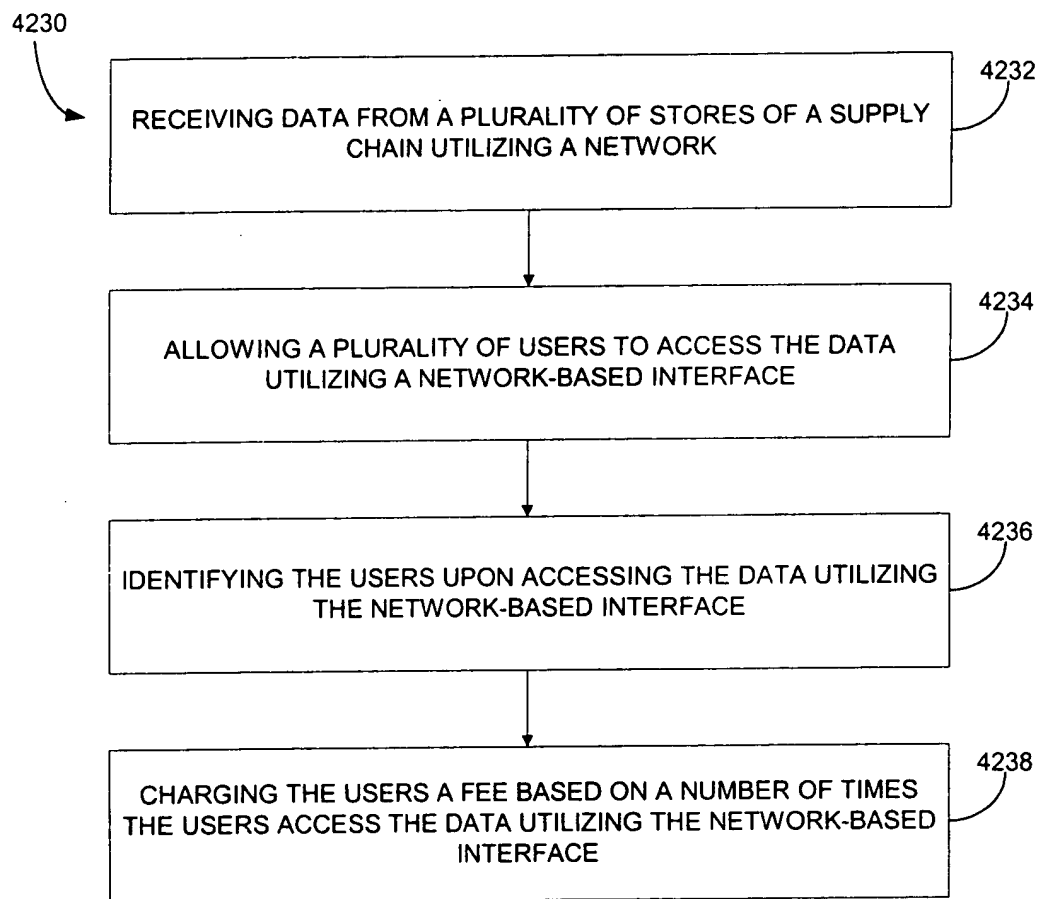 4230
4232
RECEIVING DATA FROM A PLURALITY OF STORES OF A SUPPLY
CHAIN UTILIZING A NETWORK
4234
ALLOWING A PLURALITY OF USERS TO ACCESS THE DATA
UTILIZING A NETWORK-BASED INTERFACE
4236
IDENTIFYING THE USERS UPON ACCESSING THE DATA UTILIZING
THE NETWORK-BASED INTERFACE
4238
CHARGING THE USERS A FEE BASED ON A NUMBER OF TIMES
THE USERS ACCESS THE DATA UTILIZING THE NETWORK-BASED
INTERFACE